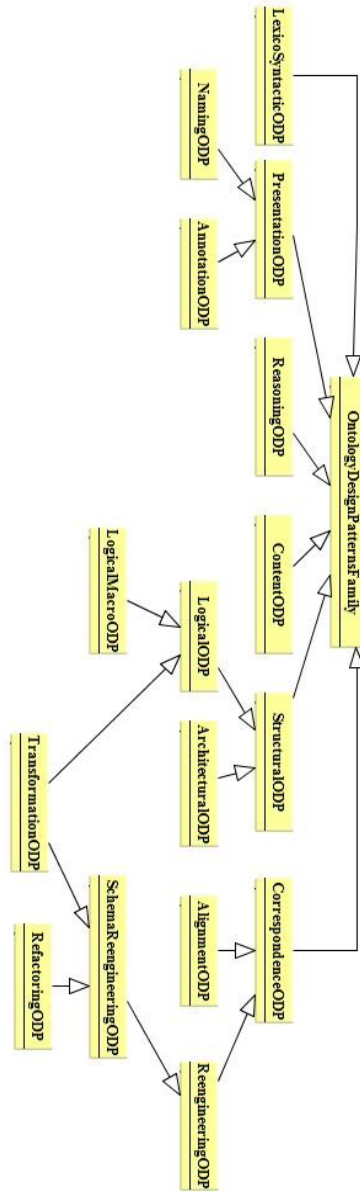 OntologyDesignPatternsFamily
LexicoSyntacticODP
PresentationODP
ReasoningODP
ContentODP
StructuralODP
CorrespondenceODP
NamingODP
AnnotationODP
LogicalODP
ArchitecturalODP
AlignmentODP
ReengineeringODP
LogicalMacroODP
SchemaReengineeringODP
TransformationODP
RefactoringODP